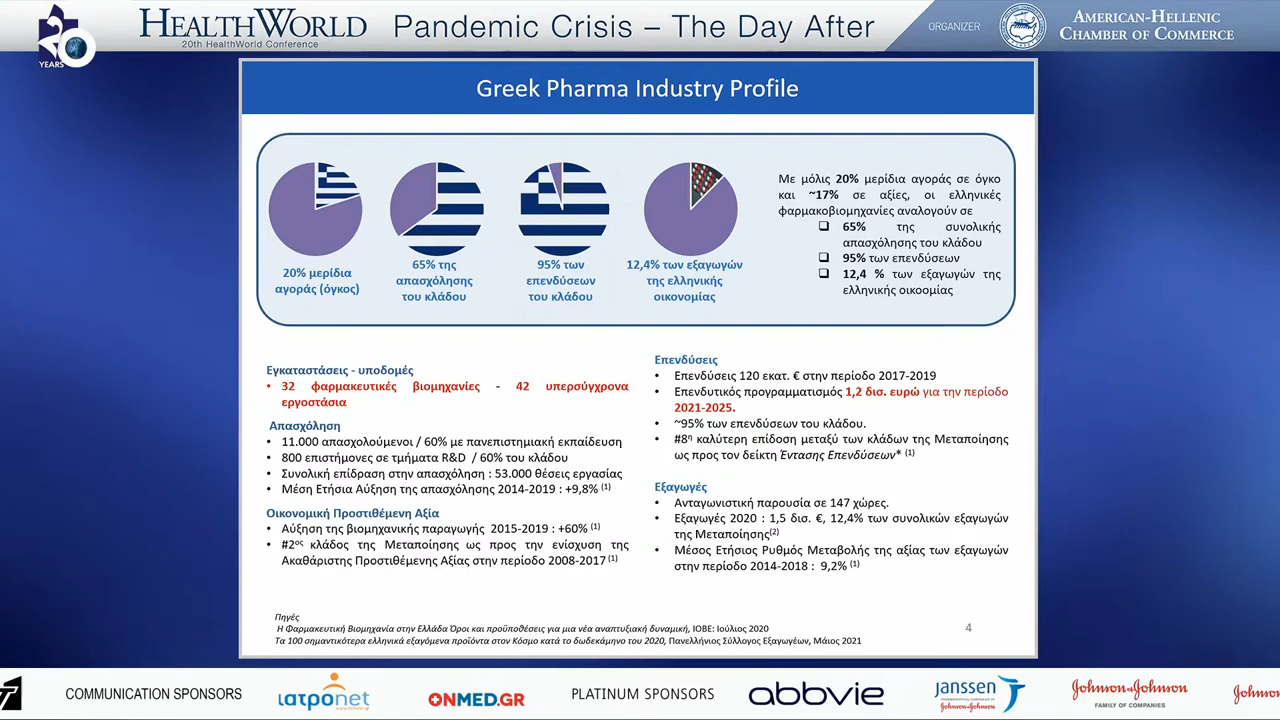 YEARS
HEALTHWORLD
20th HealthWorld Conference
Pandemic Crisis – The Day After
ORGANIZER
AMERICAN-HELLENIC
CHAMBER OF COMMERCE
Greek Pharma Industry Profile
20% μερίδια
αγοράς (όγκος)
65% της
απασχόλησης
του κλάδου
95% των
επενδύσεων
του κλάδου
12,4% των εξαγωγών
της ελληνικής
οικονομίας
Με μόλις 20% μερίδια αγοράς σε όγκο
και ~17% σε αξίες, οι ελληνικές
φαρμακοβιομηχανίες αναλογούν σε
❑ 65% της συνολικής
απασχόλησης του κλάδου
❑ 95% των επενδύσεων
❑ 12,4 % των εξαγωγών της
ελληνικής οικοομίας
Εγκαταστάσεις - υποδομές
• 32 φαρμακευτικές βιομηχανίες - 42 υπερσύγχρονα
εργοστάσια
Απασχόληση
• 11.000 απασχολούμενοι / 60% με πανεπιστημιακή εκπαίδευση
• 800 επιστήμονες σε τμήματα R&D / 60% του κλάδου
• Συνολική επίδραση στην απασχόληση : 53.000 θέσεις εργασίας
• Μέση Ετήσια Αύξηση της απασχόλησης 2014-2019 : +9,8% (1)
Οικονομική Προστιθέμενη Αξία
• Αύξηση της βιομηχανικής παραγωγής 2015-2019 : +60% (1)
• #2ος κλάδος της Μεταποίησης ως προς την ενίσχυση της
Ακαθάριστης Προστιθέμενης Αξίας στην περίοδο 2008-2017 (1)
Επενδύσεις
• Επενδύσεις 120 εκατ. € στην περίοδο 2017-2019
• Επενδυτικός προγραμματισμός 1,2 δισ. ευρώ για την περίοδο
2021-2025.
• ~95% των επενδύσεων του κλάδου.
• #8η καλύτερη επίδοση μεταξύ των κλάδων της Μεταποίησης
ως προς τον δείκτη Έντασης Επενδύσεων* (1)
Εξαγωγές
• Ανταγωνιστική παρουσία σε 147 χώρες.
• Εξαγωγές 2020 : 1,5 δισ. €, 12,4% των συνολικών εξαγωγών
της Μεταποίησης(2)
• Μέσος Ετήσιος Ρυθμός Μεταβολής της αξίας των εξαγωγών
στην περίοδο 2014-2018 : 9,2% (1)
Πηγές
Η Φαρμακευτική Βιομηχανία στην Ελλάδα Όροι και προϋποθέσεις για μια νέα αναπτυξιακή δυναμική, ΙΟΒΕ: Ιούλιος 2020
Τα 100 σημαντικότερα ελληνικά εξαγόμενα προϊόντα στον Κόσμο κατά το δωδεκάμηνο του 2020, Πανελλήνιος Σύλλογος Εξαγωγέων, Μάιος 2021
4
COMMUNICATION SPONSORS
ιατροnet
ONMED.GR
PLATINUM SPONSORS
abbvie
janssen
Johnson & Johnson
Johnson & Johnson
FAMILY OF COMPANIES